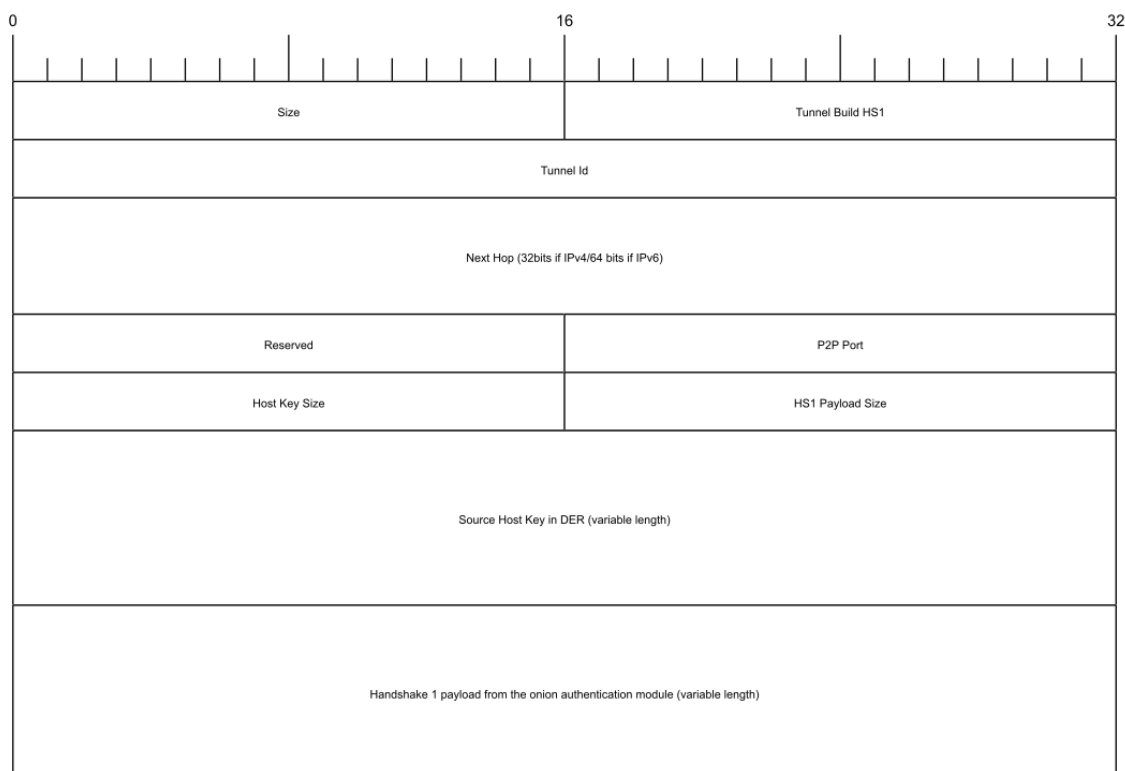 0 16 32
Size Tunnel Build HS1
Tunnel Id
Next Hop (32bits if IPv4/64 bits if IPv6)
Reserved P2P Port
Host Key Size HS1 Payload Size
Source Host Key in DER (variable length)
Handshake 1 payload from the onion authentication module (variable length)